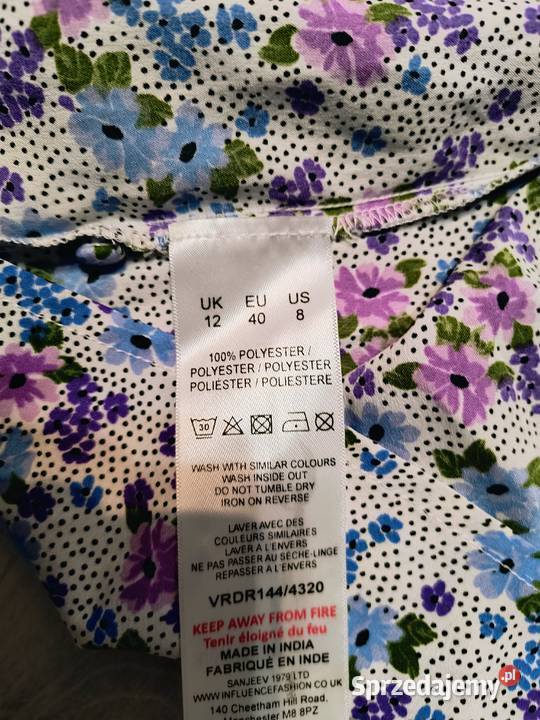 UK EU US
12 40 8
100% POLYESTER /
POLYESTER / POLYESTER
POLIÉSTER / POLIESTERE
30
WASH WITH SIMILAR COLOURS
WASH INSIDE OUT
DO NOT TUMBLE DRY
IRON ON REVERSE
LAVER AVEC DES
COULEURS SIMILAIRES
LAVER A L'ENVERS
NE PAS PASSER AU SÈCHE-LINGE
REPASSER A L'ENVERS
VRDR144/4320
KEEP AWAY FROM FIRE
Tenir éloigné du feu
MADE IN INDIA
FABRIQUÉ EN INDE
SANJEEV 1979 LTD
WWW.INFLUENCEFASHION.CO.UK
140 Cheetham Hill Road,
Manchester M8 8PZ
Sprzedajemy.pl